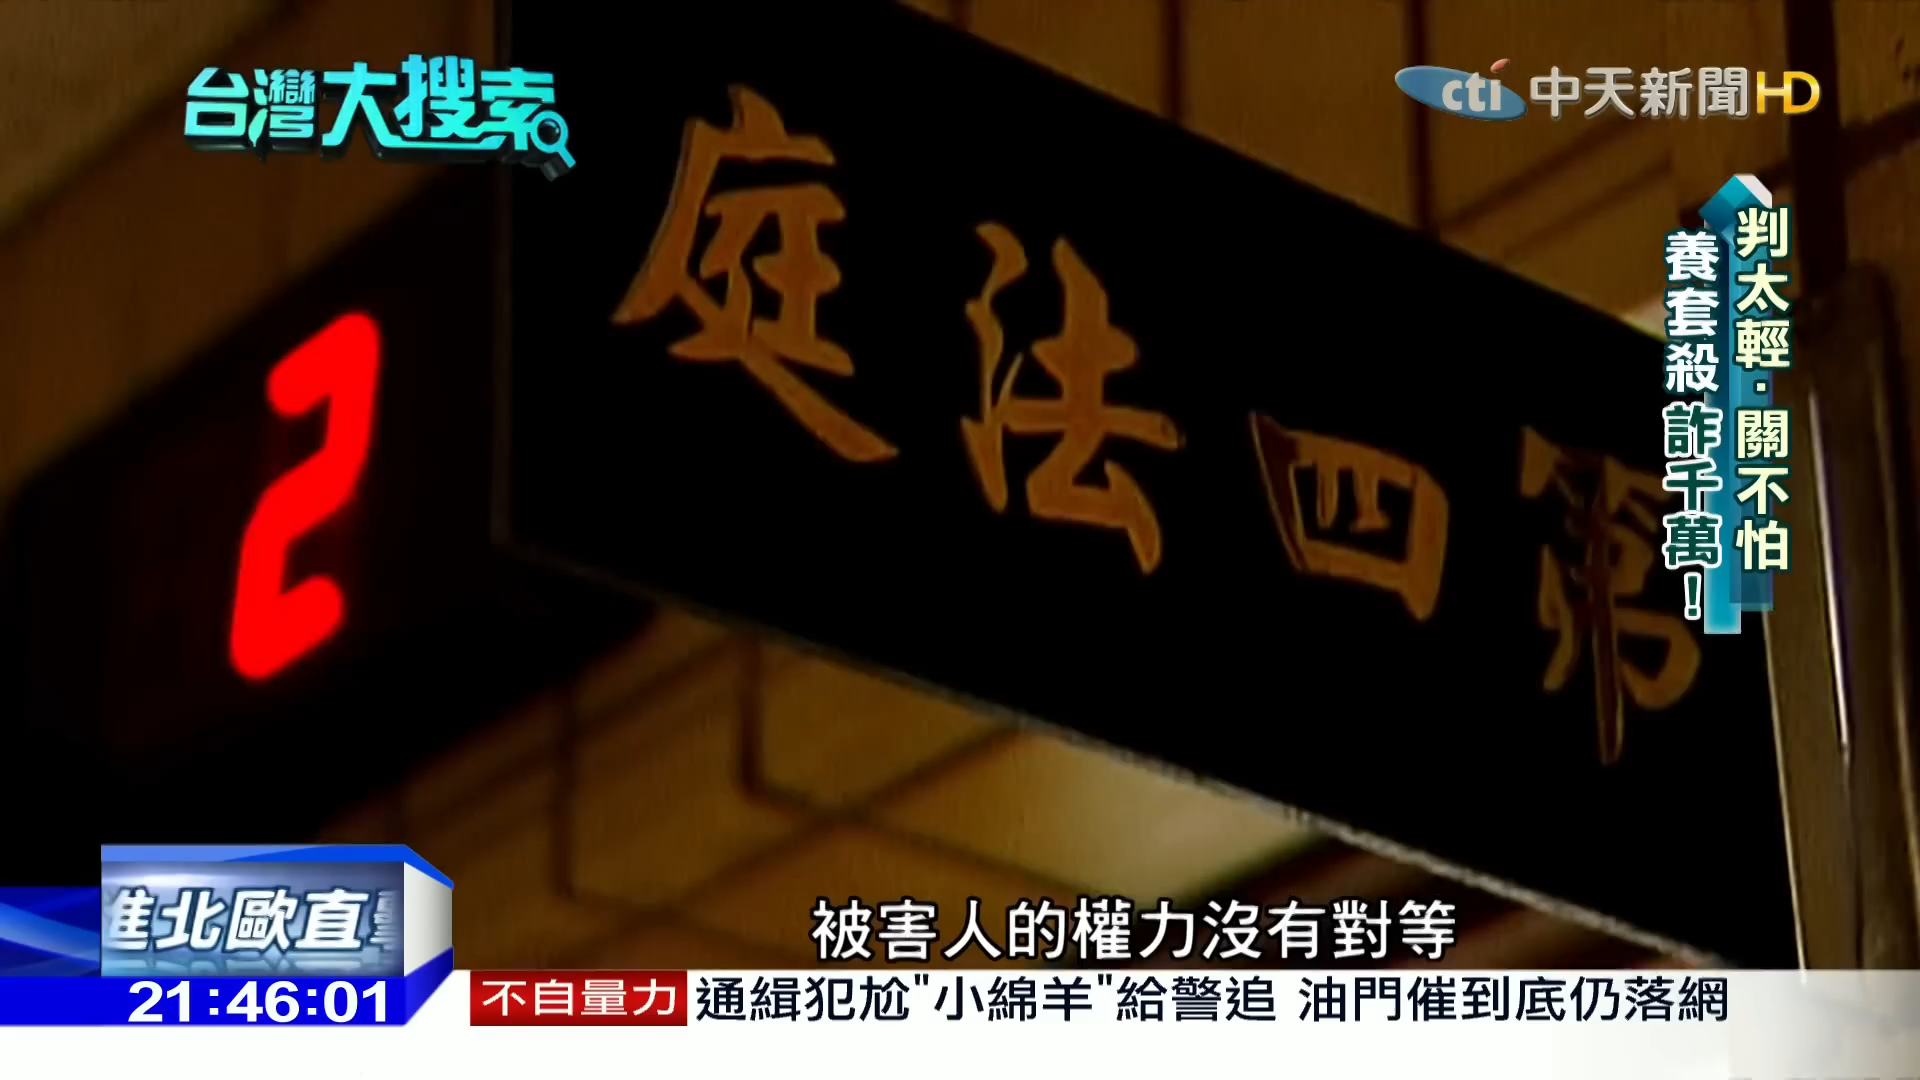 台灣大搜索
cti 中天新聞HD
判太輕·關不怕
養套殺詐千萬！
第四法庭
2
被害人的權力沒有對等
進北歐直擊
21:46:01
不自量力 通緝犯尬"小綿羊"給警追 油門催到底仍落網